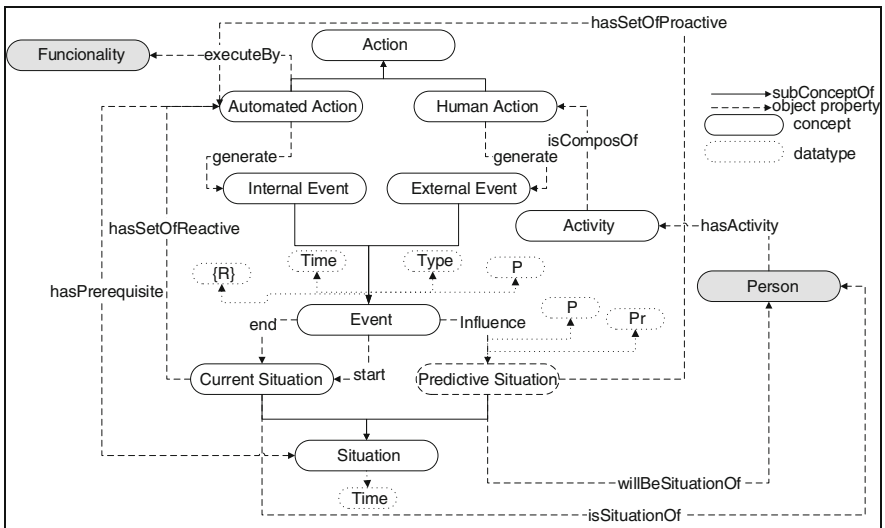 hasSetOfProactive
Action
Funcionality
executeBy
subConceptOf
object property
Automated Action
Human Action
concept
isComposOf
datatype
generate
generate
Internal Event
External Event
hasSetOfReactive
Activity
hasActivity
Time
Type
P
{R}
hasPrerequisite
Person
P
Event
Influence
Pr
end
start
Current Situation
Predictive Situation
Situation
willBeSituationOf
Time
isSituationOf